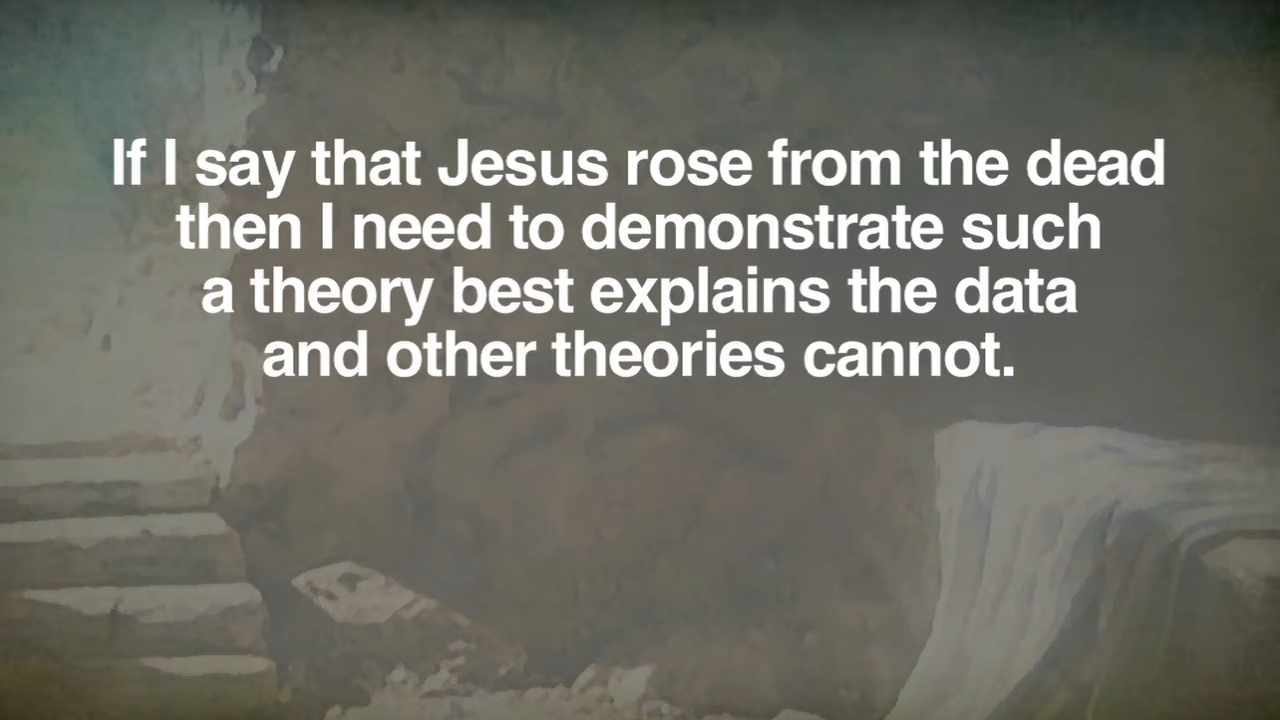 If I say that Jesus rose from the dead
then I need to demonstrate such
a theory best explains the data
and other theories cannot.